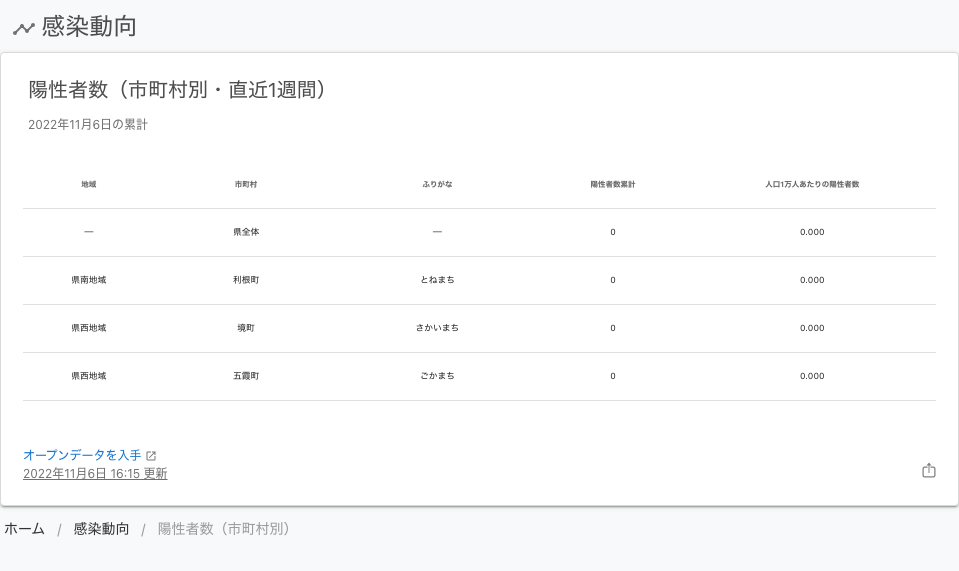 感染動向
陽性者数（市町村別・直近1週間）
2022年11月6日の累計
地域 市町村 ふりがな 陽性者数累計 人口1万人あたりの陽性者数
― 県全体 ― 0 0.000
県南地域 利根町 とねまち 0 0.000
県西地域 境町 さかいまち 0 0.000
県西地域 五霞町 ごかまち 0 0.000
オープンデータを入手
2022年11月6日 16:15 更新
ホーム / 感染動向 / 陽性者数（市町村別）